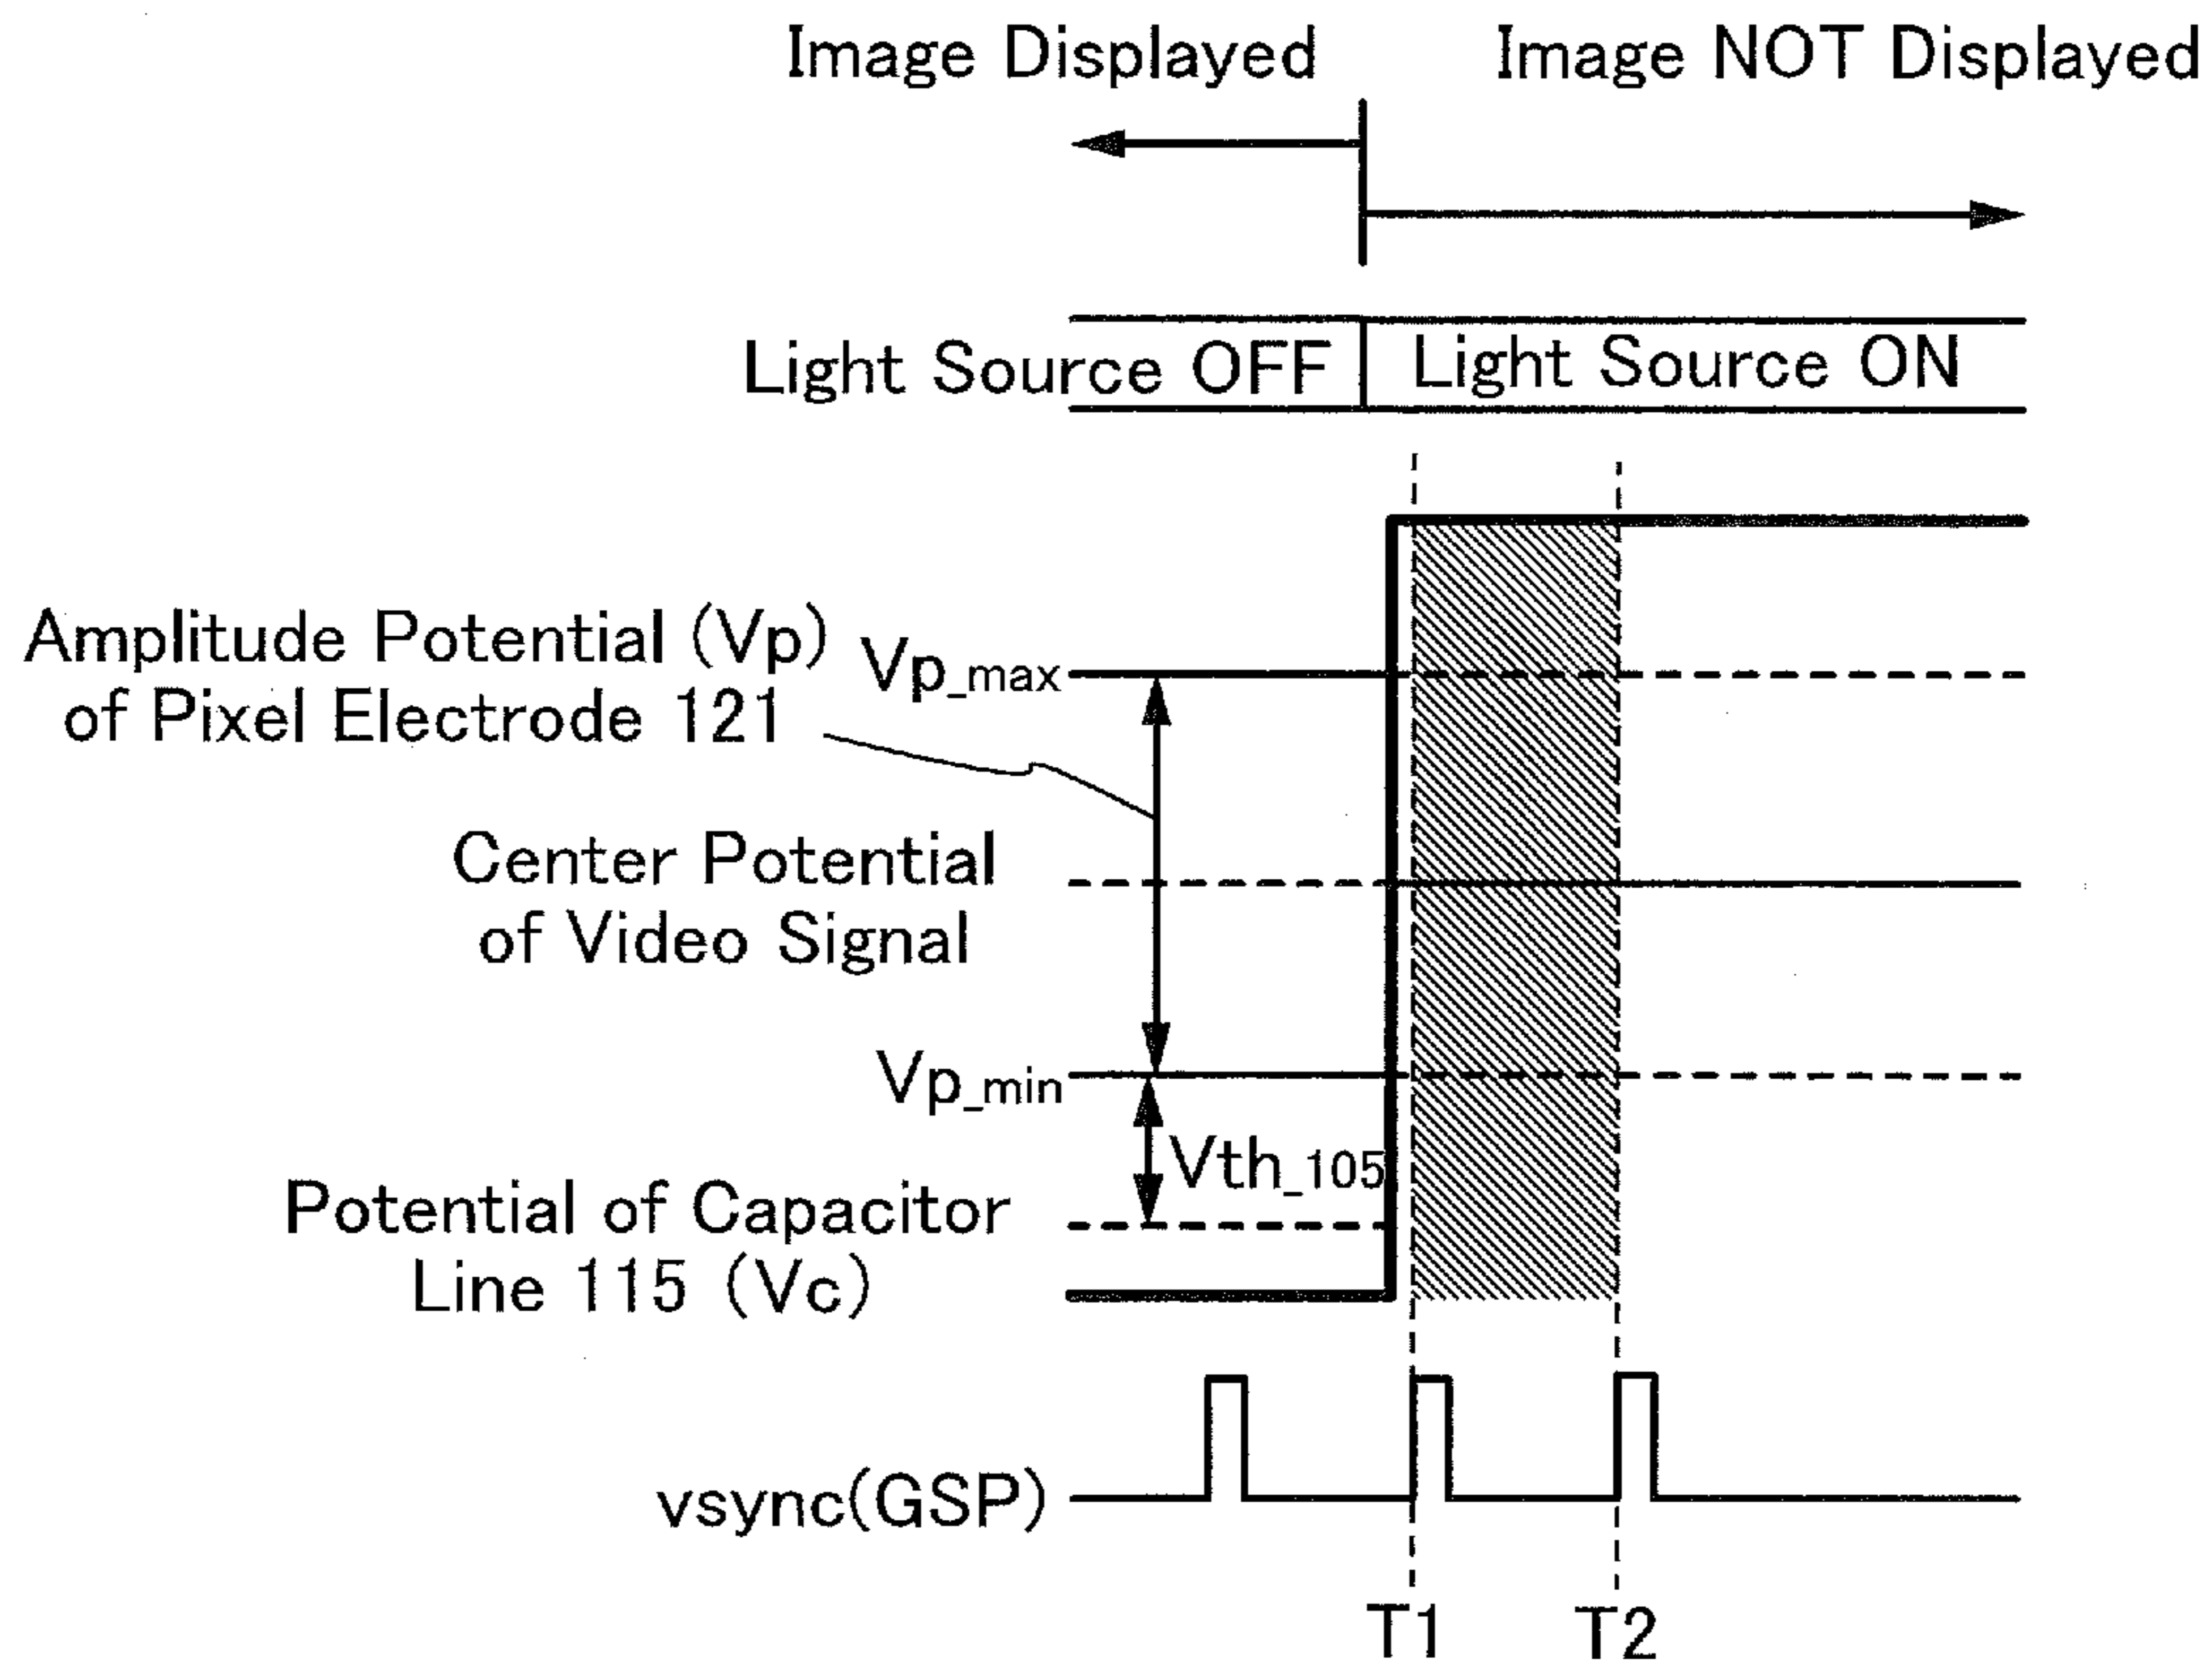 Image Displayed
Image NOT Displayed
Light Source OFF
Light Source ON
Amplitude Potential (Vp)
of Pixel Electrode 121
Vp_max
Center Potential
of Video Signal
Vp_min
Vth_105
Potential of Capacitor
Line 115 (Vc)
vsync(GSP)
T1
T2